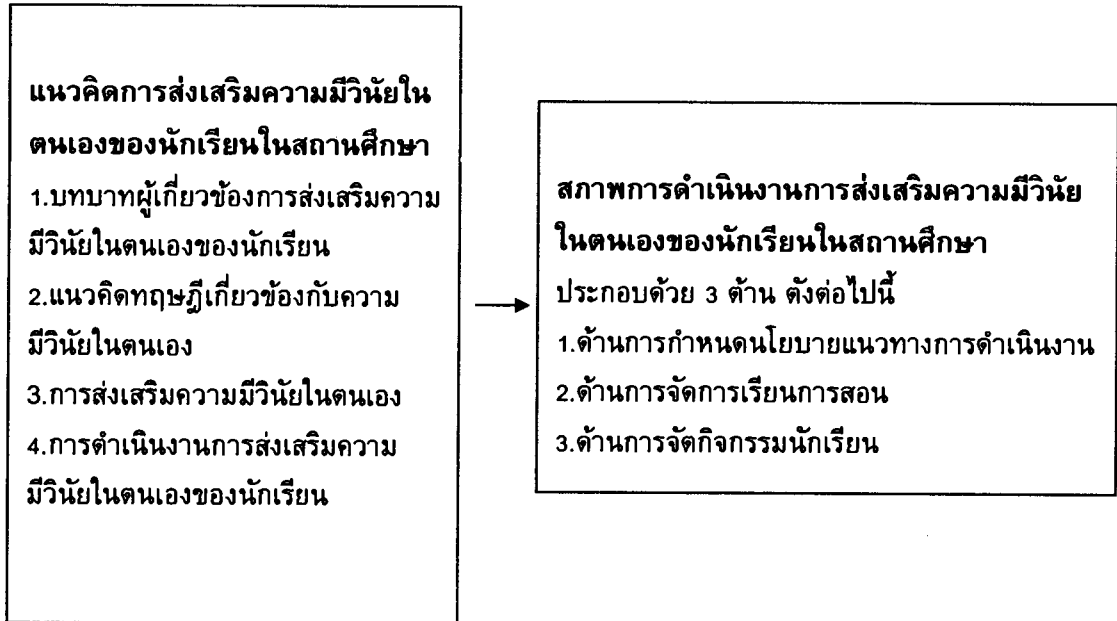 แนวคิดการส่งเสริมความมีวินัยใน
ตนเองของนักเรียนในสถานศึกษา
1.บทบาทผู้เกี่ยวข้องการส่งเสริมความ
มีวินัยในตนเองของนักเรียน
2.แนวคิดทฤษฎีเกี่ยวข้องกับความ
มีวินัยในตนเอง
3.การส่งเสริมความมีวินัยในตนเอง
4.การดำเนินงานการส่งเสริมความ
มีวินัยในตนเองของนักเรียน
สภาพการดำเนินงานการส่งเสริมความมีวินัย
ในตนเองของนักเรียนในสถานศึกษา
ประกอบด้วย 3 ด้าน ดังต่อไปนี้
1.ด้านการกำหนดนโยบายแนวทางการดำเนินงาน
2.ด้านการจัดการเรียนการสอน
3.ด้านการจัดกิจกรรมนักเรียน